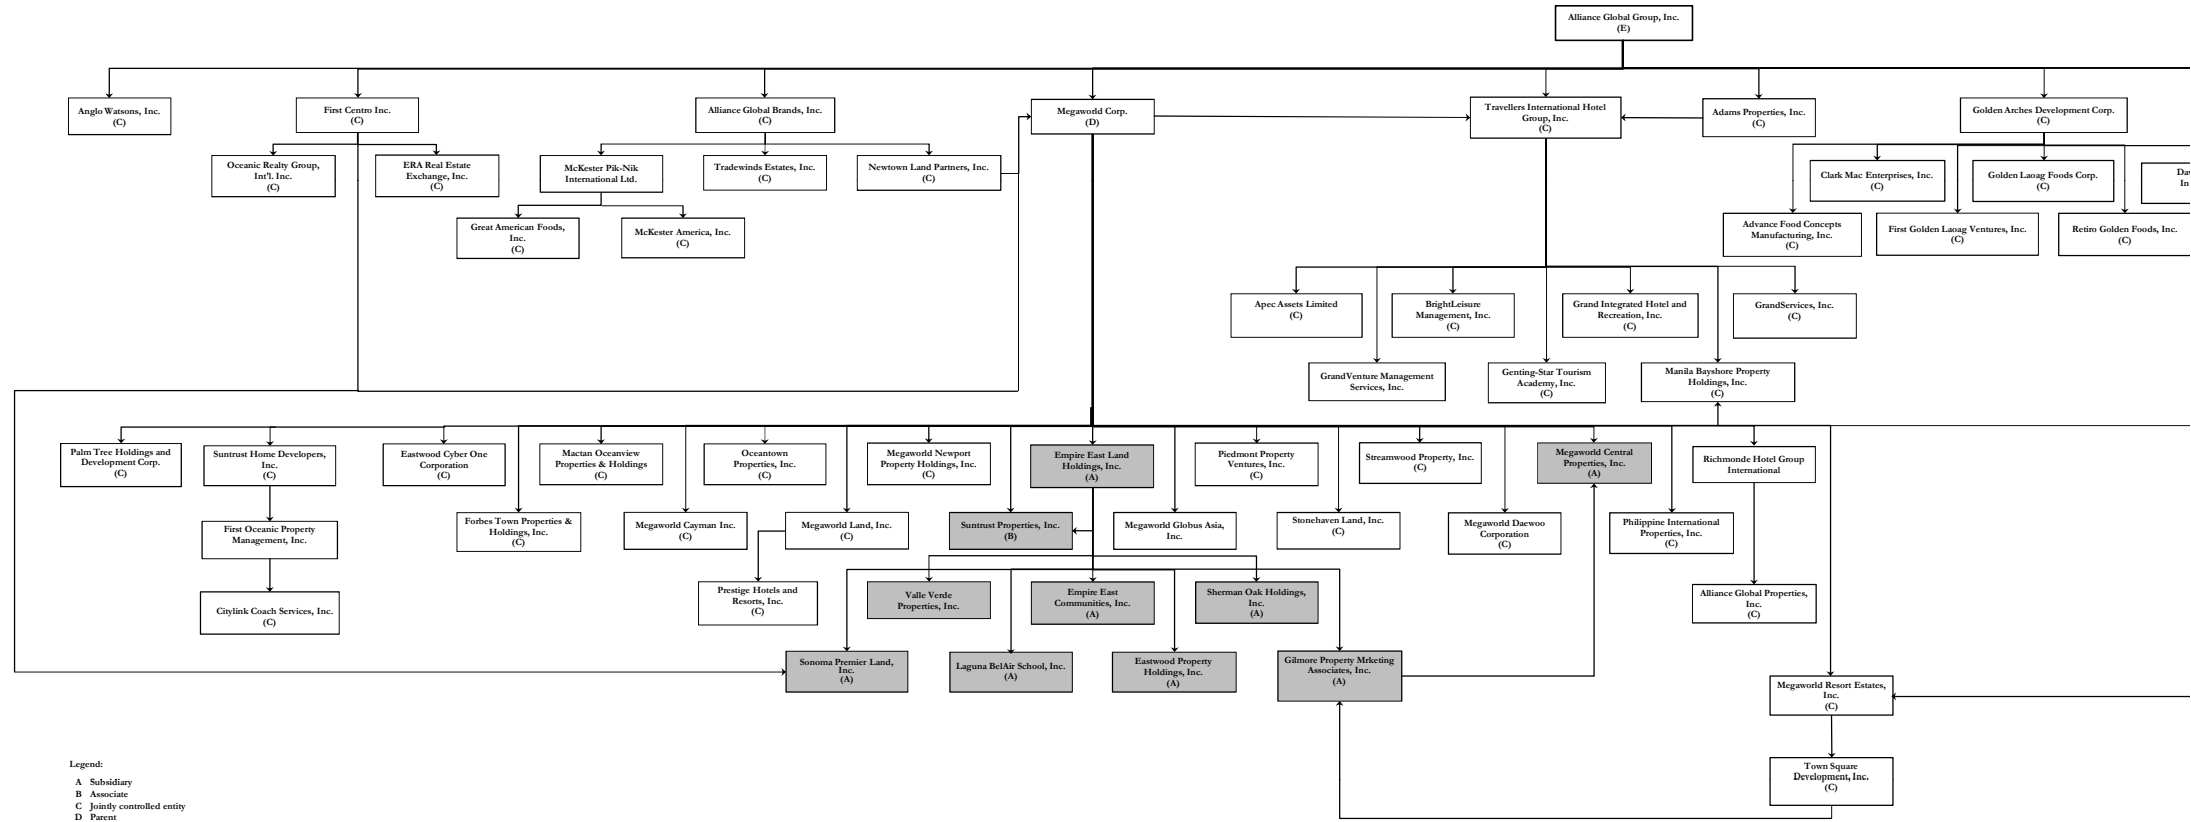 Alliance Global Group, Inc.
(E)
Anglo Watsons, Inc.
(C)
First Centro Inc.
(C)
Alliance Global Brands, Inc.
(C)
Megaworld Corp.
(D)
Travellers International Hotel
Group, Inc.
(C)
Adams Properties, Inc.
(C)
Golden Arches Development Corp.
(C)
Oceanic Realty Group,
Int'l. Inc.
(C)
ERA Real Estate
Exchange, Inc.
(C)
McKester Pik-Nik
International Ltd.
Tradewinds Estates, Inc.
(C)
Newtown Land Partners, Inc.
(C)
Clark Mac Enterprises, Inc.
(C)
Golden Laoag Foods Corp.
(C)
Great American Foods,
Inc.
(C)
McKester America, Inc.
(C)
Advance Food Concepts
Manufacturing, Inc.
(C)
First Golden Laoag Ventures, Inc.
(C)
Retiro Golden Foods, Inc.
(C)
Apec Assets Limited
(C)
BrightLeisure
Management, Inc.
(C)
Grand Integrated Hotel and
Recreation, Inc.
(C)
GrandServices, Inc.
(C)
GrandVenture Management
Services, Inc.
Genting-Star Tourism
Academy, Inc.
(C)
Manila Bayshore Property
Holdings, Inc.
(C)
Palm Tree Holdings and
Development Corp.
(C)
Suntrust Home Developers,
Inc.
(C)
Eastwood Cyber One
Corporation
(C)
Mactan Oceanview
Properties & Holdings
(C)
Oceantown
Properties, Inc.
(C)
Megaworld Newport
Property Holdings, Inc.
(C)
Empire East Land
Holdings, Inc.
(A)
Piedmont Property
Ventures, Inc.
(C)
Streamwood Property, Inc.
(C)
Megaworld Central
Properties, Inc.
(A)
Richmonde Hotel Group
International
First Oceanic Property
Management, Inc.
Forbes Town Properties &
Holdings, Inc.
(C)
Megaworld Cayman Inc.
(C)
Megaworld Land, Inc.
(C)
Suntrust Properties, Inc.
(B)
Megaworld Globus Asia,
Inc.
Stonehaven Land, Inc.
(C)
Megaworld Daewoo
Corporation
(C)
Philippine International
Properties, Inc.
(C)
Citylink Coach Services, Inc.
(C)
Prestige Hotels and
Resorts, Inc.
(C)
Valle Verde
Properties, Inc.
Empire East
Communities, Inc.
(A)
Sherman Oak Holdings,
Inc.
(A)
Alliance Global Properties,
Inc.
(C)
Sonoma Premier Land,
Inc.
(A)
Laguna BelAir School, Inc.
(A)
Eastwood Property
Holdings, Inc.
(A)
Gilmore Property Mrketing
Associates, Inc.
(A)
Megaworld Resort Estates,
Inc.
(C)
Town Square
Development, Inc.
(C)
Legend:
A Subsidiary
B Associate
C Jointly controlled entity
D Parent